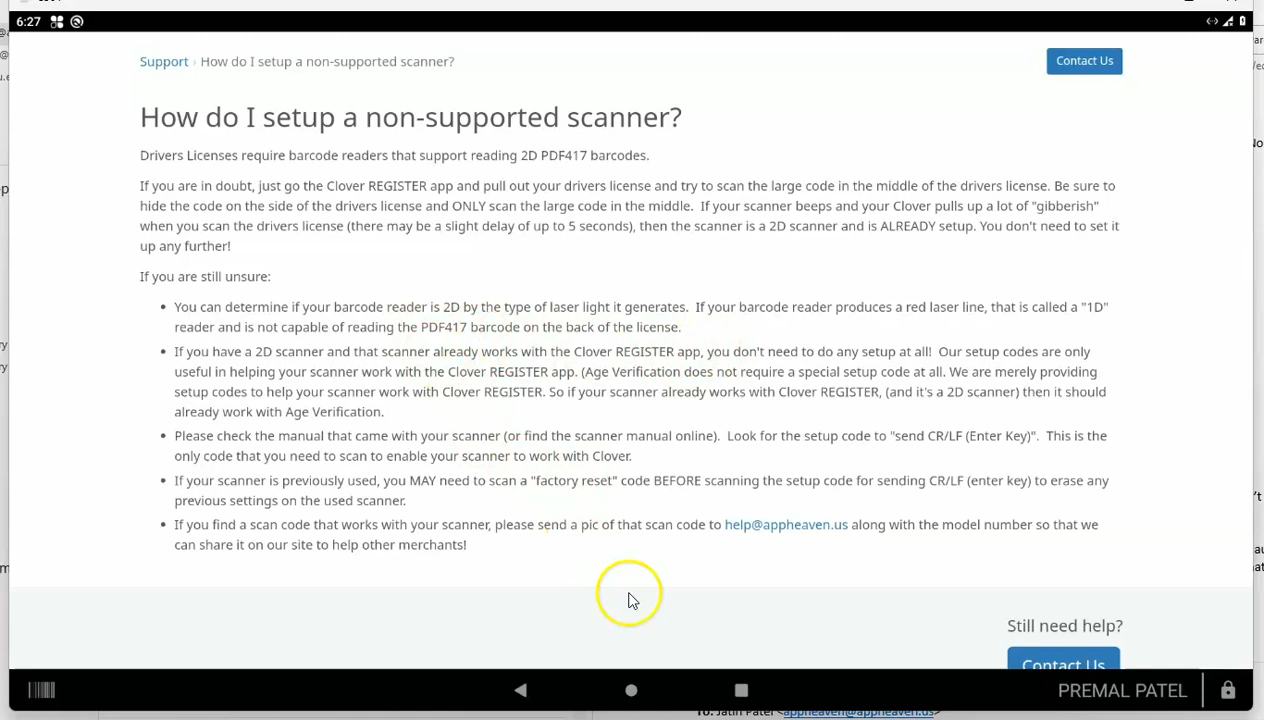 6:27
Support › How do I setup a non-supported scanner?
Contact Us
How do I setup a non-supported scanner?
Drivers Licenses require barcode readers that support reading 2D PDF417 barcodes.
If you are in doubt, just go the Clover REGISTER app and pull out your drivers license and try to scan the large code in the middle of the drivers license. Be sure to
hide the code on the side of the drivers license and ONLY scan the large code in the middle. If your scanner beeps and your Clover pulls up a lot of "gibberish"
when you scan the drivers license (there may be a slight delay of up to 5 seconds), then the scanner is a 2D scanner and is ALREADY setup. You don't need to set it
up any further!
If you are still unsure:
• You can determine if your barcode reader is 2D by the type of laser light it generates. If your barcode reader produces a red laser line, that is called a "1D"
reader and is not capable of reading the PDF417 barcode on the back of the license.
• If you have a 2D scanner and that scanner already works with the Clover REGISTER app, you don't need to do any setup at all! Our setup codes are only
useful in helping your scanner work with the Clover REGISTER app. (Age Verification does not require a special setup code at all. We are merely providing
setup codes to help your scanner work with Clover REGISTER. So if your scanner already works with Clover REGISTER, (and it's a 2D scanner) then it should
already work with Age Verification.
• Please check the manual that came with your scanner (or find the scanner manual online). Look for the setup code to "send CR/LF (Enter Key)". This is the
only code that you need to scan to enable your scanner to work with Clover.
• If your scanner is previously used, you MAY need to scan a "factory reset" code BEFORE scanning the setup code for sending CR/LF (enter key) to erase any
previous settings on the used scanner.
• If you find a scan code that works with your scanner, please send a pic of that scan code to help@appheaven.us along with the model number so that we
can share it on our site to help other merchants!
Still need help?
Contact Us
PREMAL PATEL
To: Jatin Patel <appheaven@appheaven.us>